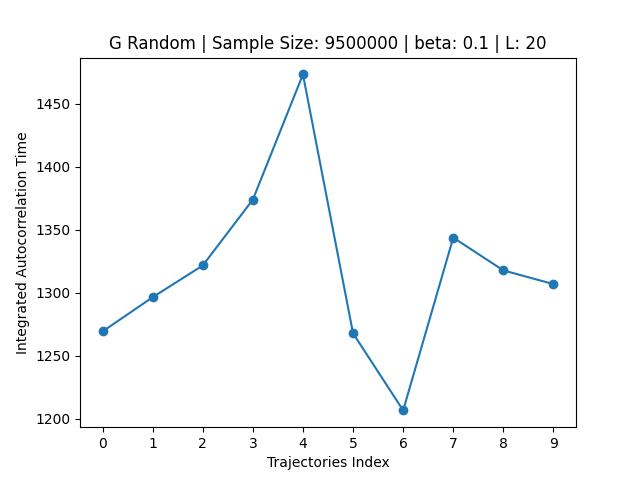 G Random | Sample Size: 9500000 | beta: 0.1 | L: 20
Integrated Autocorrelation Time
1450
1400
1350
1300
1250
1200
0 1 2 3 4 5 6 7 8 9
Trajectories Index